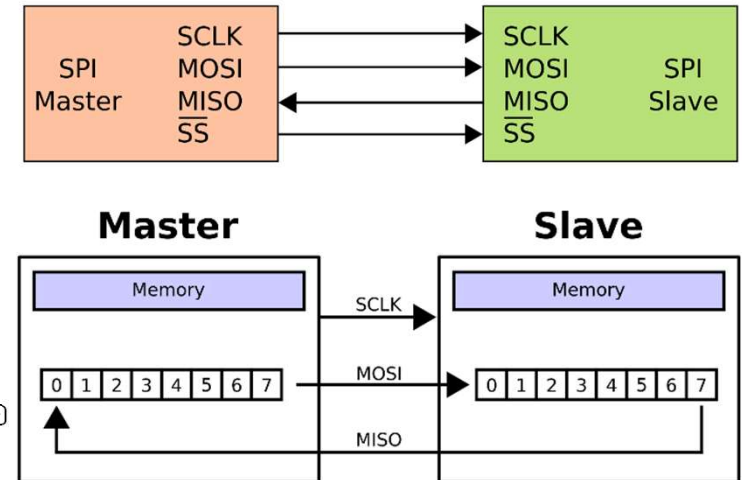 SCLK
SPI MOSI
Master MISO
SS
SCLK
MOSI SPI
MISO Slave
SS
Master
Slave
Memory
SCLK
Memory
0 1 2 3 4 5 6 7
MOSI
0 1 2 3 4 5 6 7
MISO